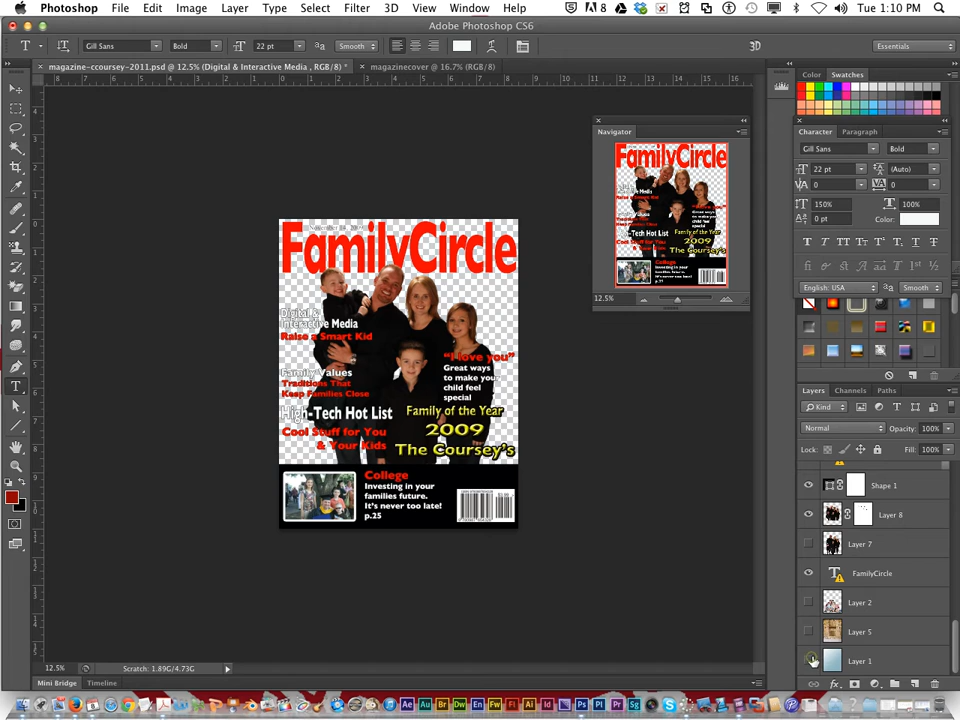 Photoshop File Edit Image Layer Type Select Filter 3D View Window Help 8 Tue 1:10 PM
Adobe Photoshop CS6
T Gill Sans Bold 22 pt Smooth 3D Essentials
magazine-ccoursey-2011.psd @ 12.5% (Digital & Interactive Media , RGB/8) * magazinecover @ 16.7% (RGB/8)
Color Swatches
Navigator
12.5%
Character Paragraph
Gill Sans Bold
22 pt (Auto)
0 0
150% 100%
0 pt Color:
English: USA Smooth
FamilyCircle
Digital &
Interactive Media
Raise a Smart Kid
Family Values
Traditions That
Keep Families Close
High-Tech Hot List
Cool Stuff for You
& Your Kids
"I love you"
Great ways
to make you
child feel
special
Family of the Year
2009
The Coursey's
College
Investing in your
families future.
It's never too late!
p.25
Layers Channels Paths
Kind
Normal Opacity: 100%
Lock: Fill: 100%
Shape 1
Layer 8
Layer 7
FamilyCircle
Layer 2
Layer 5
Layer 1
12.5% Scratch: 1.89G/4.73G
Mini Bridge Timeline